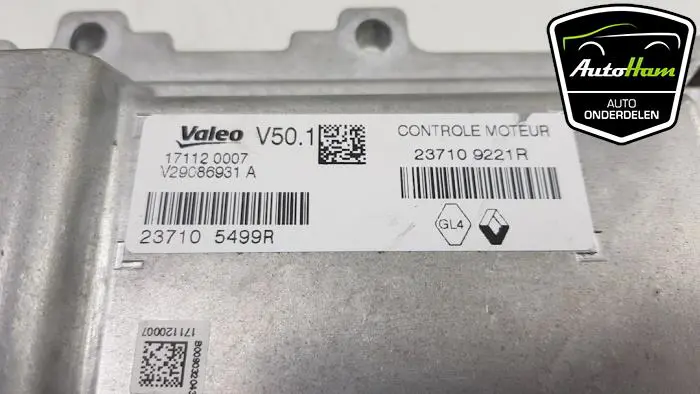 Valeo V50.1
17112 0007
V29086931 A
23710 5499R
CONTROLE MOTEUR
23710 9221R
GL4
171120007
AutoHam
AUTO
ONDERDELEN